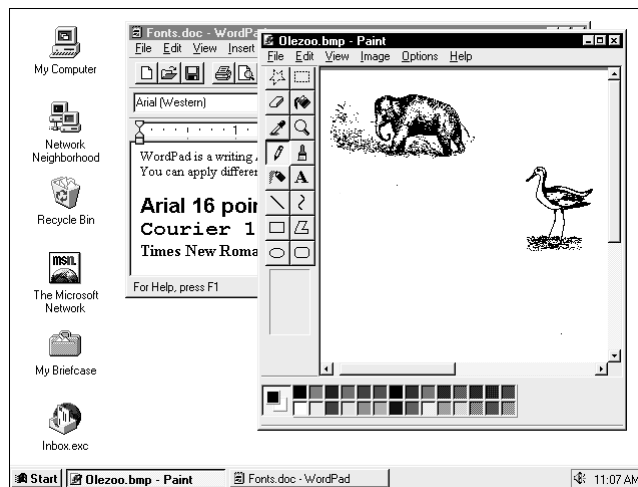 My Computer
Network
Neighborhood
Recycle Bin
msn.
The Microsoft
Network
My Briefcase
Inbox.exc
Fonts.doc - WordPa
File Edit View Insert
Arial (Western)
1
WordPad is a writing
You can apply differen
Arial 16 poin
Courier 1
Times New Roma
For Help, press F1
Olezoo.bmp - Paint
File Edit View Image Options Help
A
Start
Olezoo.bmp - Paint
Fonts.doc - WordPad
11:07 AM